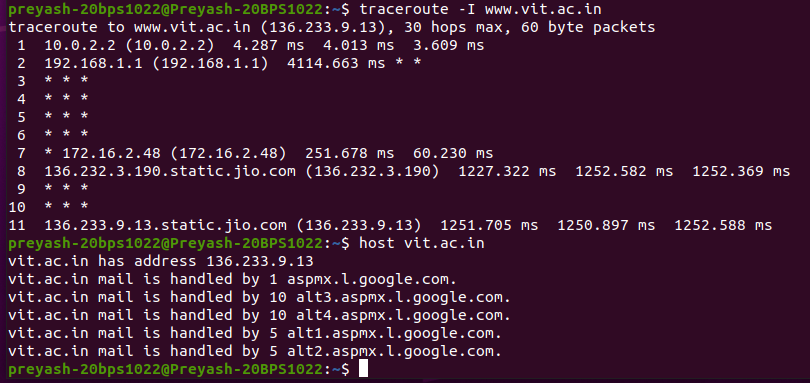 preyash-20bps1022@Preyash-20BPS1022:~$ traceroute -I www.vit.ac.in
traceroute to www.vit.ac.in (136.233.9.13), 30 hops max, 60 byte packets
 1  10.0.2.2 (10.0.2.2)  4.287 ms  4.013 ms  3.609 ms
 2  192.168.1.1 (192.168.1.1)  4114.663 ms * *
 3  * * *
 4  * * *
 5  * * *
 6  * * *
 7  * 172.16.2.48 (172.16.2.48)  251.678 ms  60.230 ms
 8  136.232.3.190.static.jio.com (136.232.3.190)  1227.322 ms  1252.582 ms  1252.369 ms
 9  * * *
10  * * *
11  136.233.9.13.static.jio.com (136.233.9.13)  1251.705 ms  1250.897 ms  1252.588 ms
preyash-20bps1022@Preyash-20BPS1022:~$ host vit.ac.in
vit.ac.in has address 136.233.9.13
vit.ac.in mail is handled by 1 aspmx.l.google.com.
vit.ac.in mail is handled by 10 alt3.aspmx.l.google.com.
vit.ac.in mail is handled by 10 alt4.aspmx.l.google.com.
vit.ac.in mail is handled by 5 alt1.aspmx.l.google.com.
vit.ac.in mail is handled by 5 alt2.aspmx.l.google.com.
preyash-20bps1022@Preyash-20BPS1022:~$